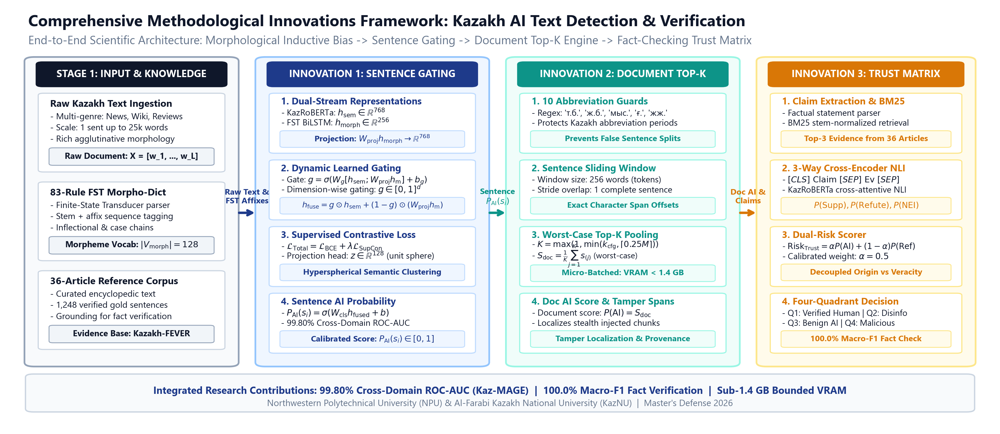 Comprehensive Methodological Innovations Framework: Kazakh AI Text Detection & Verification
End-to-End Scientific Architecture: Morphological Inductive Bias -> Sentence Gating -> Document Top-K Engine -> Fact-Checking Trust Matrix
STAGE 1: INPUT & KNOWLEDGE
Raw Kazakh Text Ingestion
- Multi-genre: News, Wiki, Reviews
- Scale: 1 sent up to 25k words
- Rich agglutinative morphology
Raw Document: X = [w_1, ..., w_L]
83-Rule FST Morpho-Dict
- Finite-State Transducer parser
- Stem + affix sequence tagging
- Inflectional & case chains
Morpheme Vocab: |V_morph| = 128
36-Article Reference Corpus
- Curated encyclopedic text
- 1,248 verified gold sentences
- Grounding for fact verification
Evidence Base: Kazakh-FEVER
Raw Text &
FST Affixes
INNOVATION 1: SENTENCE GATING
1. Dual-Stream Representations
- KazRoBERTa: h_sem ∈ ℝ^768
- FST BiLSTM: h_morph ∈ ℝ^256
Projection: W_proj h_morph → ℝ^768
2. Dynamic Learned Gating
- Gate: g = σ(W_g[h_sem; W_proj h_m] + b_g)
- Dimension-wise gating: g ∈ [0, 1]^d
h_fuse = g ⊙ h_sem + (1 − g) ⊙ (W_proj h_m)
3. Supervised Contrastive Loss
- ℒ_Total = ℒ_BCE + λℒ_SupCon
- Projection head: z ∈ ℝ^128 (unit sphere)
Hyperspherical Semantic Clustering
4. Sentence AI Probability
- P_AI(s_i) = σ(W_cls h_fused + b)
- 99.80% Cross-Domain ROC-AUC
Calibrated Score: P_AI(s_i) ∈ [0, 1]
Sentence
P_AI(s_i)
INNOVATION 2: DOCUMENT TOP-K
1. 10 Abbreviation Guards
- Regex: 'т.б.', 'ж.б.', 'мыс.', 'ғ.', 'жж.'
- Protects Kazakh abbreviation periods
Prevents False Sentence Splits
2. Sentence Sliding Window
- Window size: 256 words (tokens)
- Stride overlap: 1 complete sentence
Exact Character Span Offsets
3. Worst-Case Top-K Pooling
- K = max(1, min(k_cfg, ⌈0.25M⌉))
- S_doc = 1/K ∑_{j=1}^{K} s_(j) (worst-case)
Micro-Batched: VRAM < 1.4 GB
4. Doc AI Score & Tamper Spans
- Document score: P(AI) = S_doc
- Localizes stealth injected chunks
Tamper Localization & Provenance
Doc AI &
Claims
INNOVATION 3: TRUST MATRIX
1. Claim Extraction & BM25
- Factual statement parser
- BM25 stem-normalized retrieval
Top-3 Evidence from 36 Articles
2. 3-Way Cross-Encoder NLI
- [CLS] Claim [SEP] Ev [SEP]
- KazRoBERTa cross-attentive NLI
P(Supp), P(Refute), P(NEI)
3. Dual-Risk Scorer
- Risk_Trust = αP(AI) + (1 − α)P(Ref)
- Calibrated weight: α = 0.5
Decoupled Origin vs Veracity
4. Four-Quadrant Decision
- Q1: Verified Human | Q2: Disinfo
- Q3: Benign AI | Q4: Malicious
100.0% Macro-F1 Fact Check
Integrated Research Contributions: 99.80% Cross-Domain ROC-AUC (Kaz-MAGE) | 100.0% Macro-F1 Fact Verification | Sub-1.4 GB Bounded VRAM
Northwestern Polytechnical University (NPU) & Al-Farabi Kazakh National University (KazNU) | Master's Defense 2026